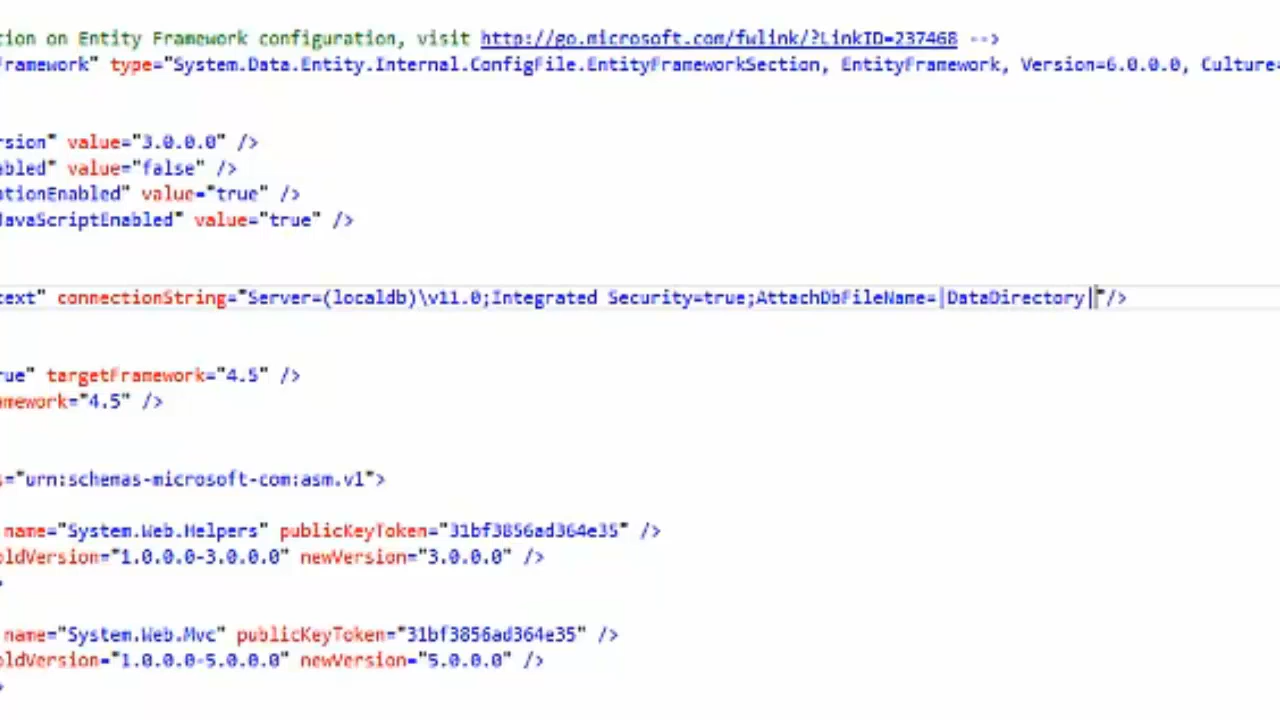 tion on Entity Framework configuration, visit http://go.microsoft.com/fwlink/?LinkID=237468 -->
Framework" type="System.Data.Entity.Internal.ConfigFile.EntityFrameworkSection, EntityFramework, Version=6.0.0.0, Culture=
rsion" value="3.0.0.0" />
abled" value="false" />
ationEnabled" value="true" />
JavaScriptEnabled" value="true" />
text" connectionString="Server=(localdb)\v11.0;Integrated Security=true;AttachDbFileName=|DataDirectory|"/>
rue" targetFramework="4.5" />
amework="4.5" />
s="urn:schemas-microsoft-com:asm.v1">
name="System.Web.Helpers" publicKeyToken="31bf3856ad364e35" />
oldVersion="1.0.0.0-3.0.0.0" newVersion="3.0.0.0" />
>
name="System.Web.Mvc" publicKeyToken="31bf3856ad364e35" />
oldVersion="1.0.0.0-5.0.0.0" newVersion="5.0.0.0" />
>